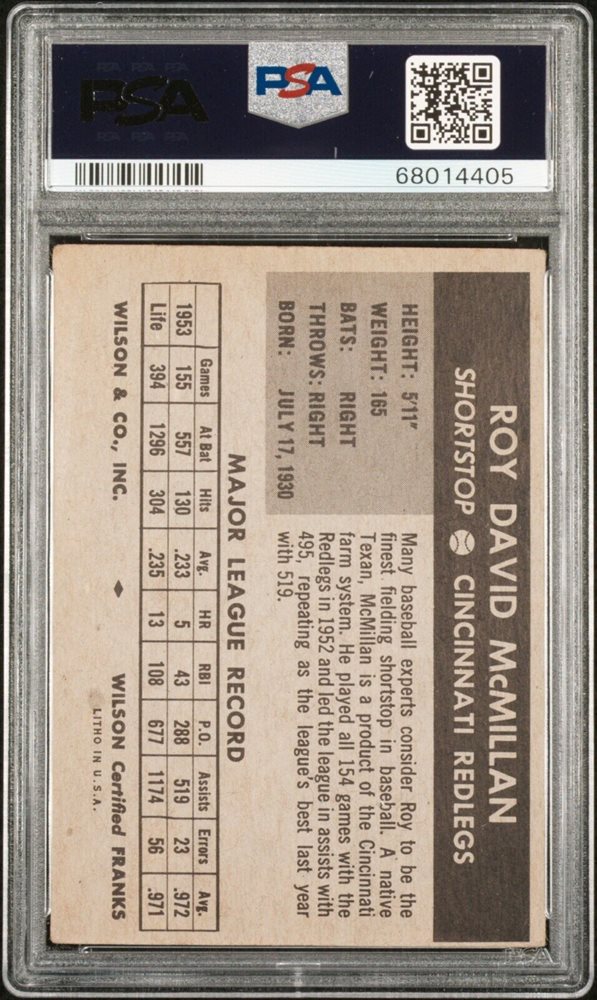 PSA
PSA
68014405
ROY DAVID McMILLAN
SHORTSTOP CINCINNATI REDLEGS
HEIGHT: 5'11"
WEIGHT: 165
BATS: RIGHT
THROWS: RIGHT
BORN: JULY 17, 1930
Many baseball experts consider Roy to be the
finest fielding shortstop in baseball. A native
Texan, McMillan is a product of the Cincinnati
farm system. He played all 154 games with the
Redlegs in 1952 and led the league in assists with
495, repeating as the league's best last year
with 519.
MAJOR LEAGUE RECORD
Games At Bat Hits Avg. HR RBI P.O. Assists Errors Avg.
1953 155 557 130 .233 5 43 288 519 23 .972
Life 394 1296 304 .235 13 108 677 1174 56 .971
WILSON & CO., INC. ♦ WILSON Certified FRANKS
LITHO IN U.S.A.